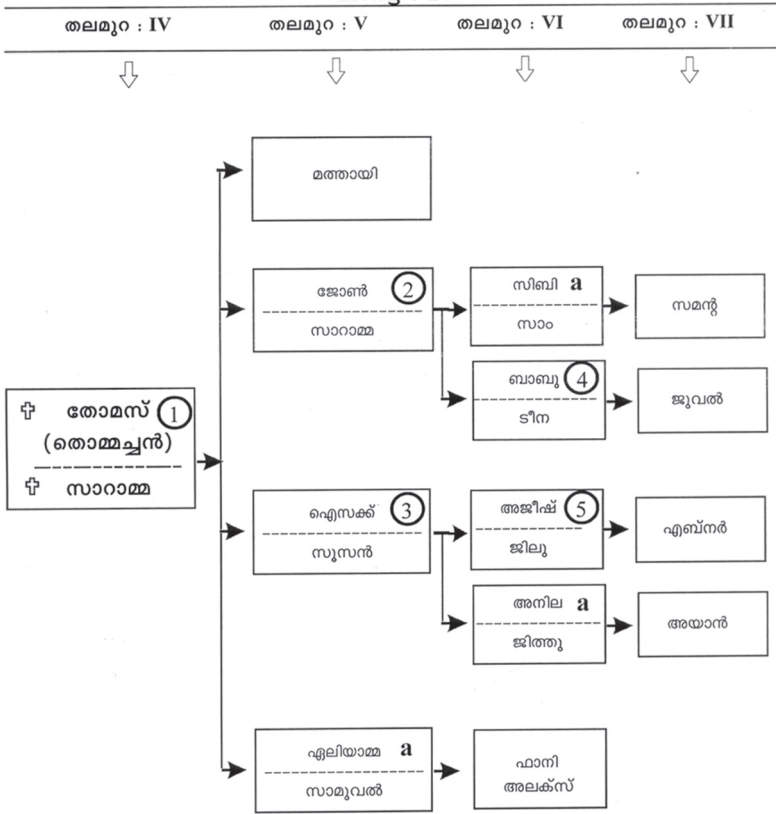 തലമുറ : IV തലമുറ : V തലമുറ : VI തലമുറ : VII
മത്തായി
ജോൺ 2
സാറാമ്മ
സിബി a
സാം
സമന്റ
ബാബു 4
ടീന
ജുവൽ
✞ തോമസ് 1
(തൊമ്മച്ചൻ)
✞ സാറാമ്മ
ഐസക്ക് 3
സൂസൻ
അജീഷ് 5
ജിലു
എബ്നർ
അനില a
ജിത്തു
അയാൻ
ഏലിയാമ്മ a
സാമുവൽ
ഫാനി
അലക്സ്